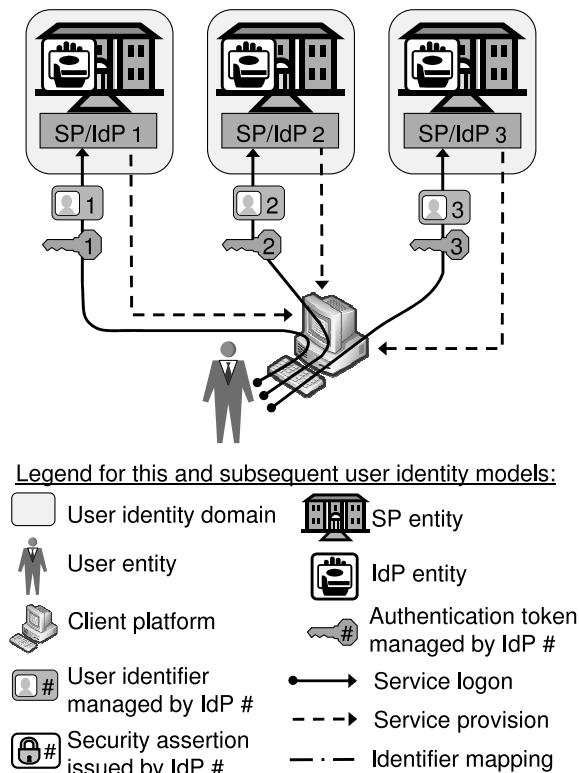 SP/IdP 1
SP/IdP 2
SP/IdP 3
1
2
3
1
2
3
Legend for this and subsequent user identity models:
User identity domain
SP entity
User entity
IdP entity
Client platform
# Authentication token
managed by IdP #
# User identifier
managed by IdP #
Service logon
Service provision
# Security assertion
issued by IdP #
Identifier mapping